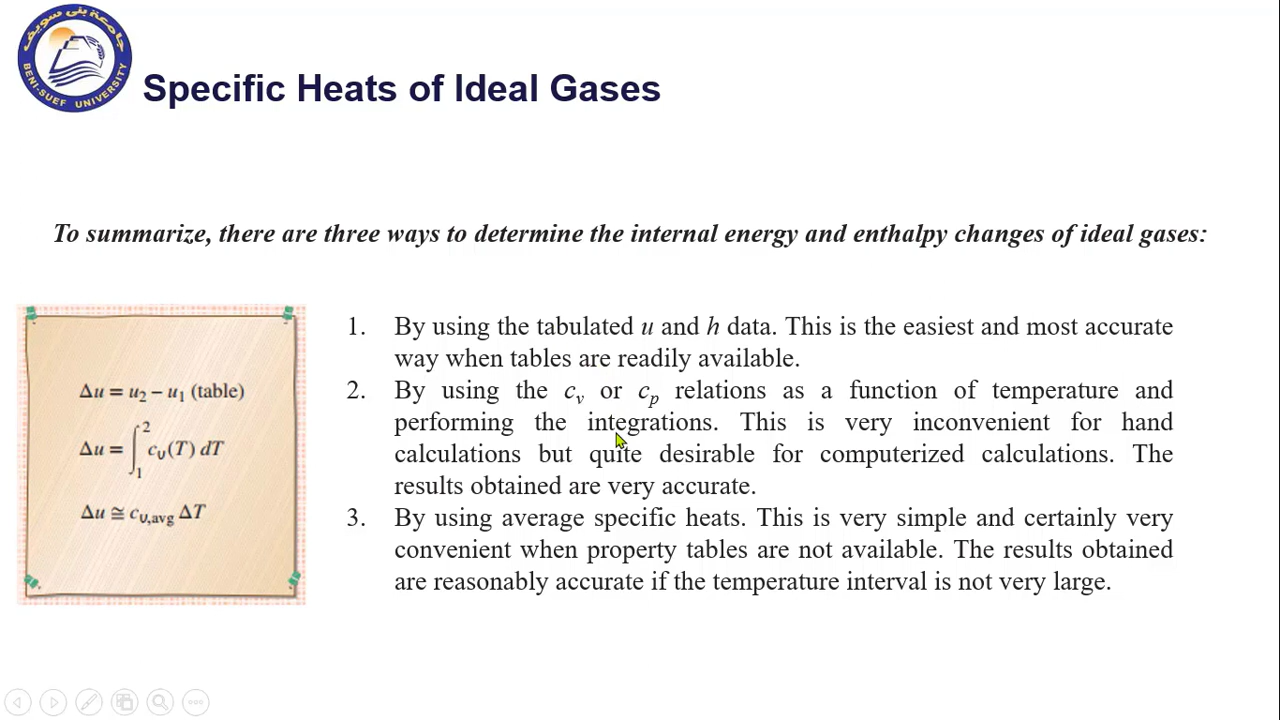 جامعة بنى سويف
BENI-SUEF UNIVERSITY
Specific Heats of Ideal Gases
To summarize, there are three ways to determine the internal energy and enthalpy changes of ideal gases:
Δu = u₂ − u₁ (table)
Δu = ∫₁² cᵤ(T) dT
Δu ≅ cᵤ,avg ΔT
1. By using the tabulated u and h data. This is the easiest and most accurate
way when tables are readily available.
2. By using the cᵥ or cₚ relations as a function of temperature and
performing the integrations. This is very inconvenient for hand
calculations but quite desirable for computerized calculations. The
results obtained are very accurate.
3. By using average specific heats. This is very simple and certainly very
convenient when property tables are not available. The results obtained
are reasonably accurate if the temperature interval is not very large.